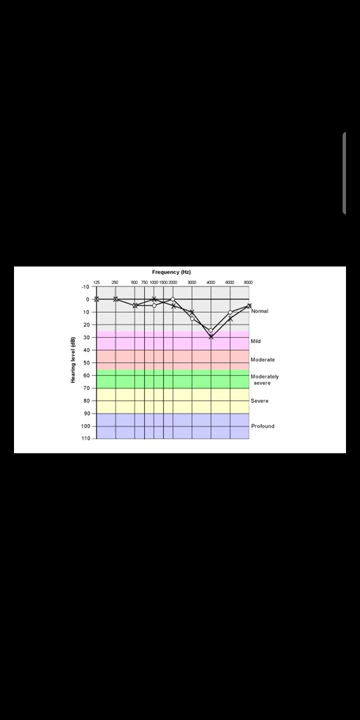 Frequency (Hz)
125 250 500 750 1000 1500 2000 3000 4000 6000 8000
-10
0
10
20
30
40
50
60
70
80
90
100
110
Hearing level (dB)
Normal
Mild
Moderate
Moderately
severe
Severe
Profound